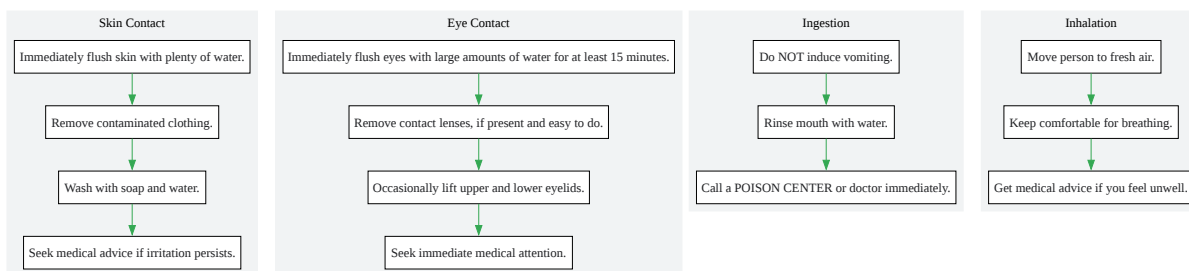 Skin Contact
Immediately flush skin with plenty of water.
Remove contaminated clothing.
Wash with soap and water.
Seek medical advice if irritation persists.
Eye Contact
Immediately flush eyes with large amounts of water for at least 15 minutes.
Remove contact lenses, if present and easy to do.
Occasionally lift upper and lower eyelids.
Seek immediate medical attention.
Ingestion
Do NOT induce vomiting.
Rinse mouth with water.
Call a POISON CENTER or doctor immediately.
Inhalation
Move person to fresh air.
Keep comfortable for breathing.
Get medical advice if you feel unwell.